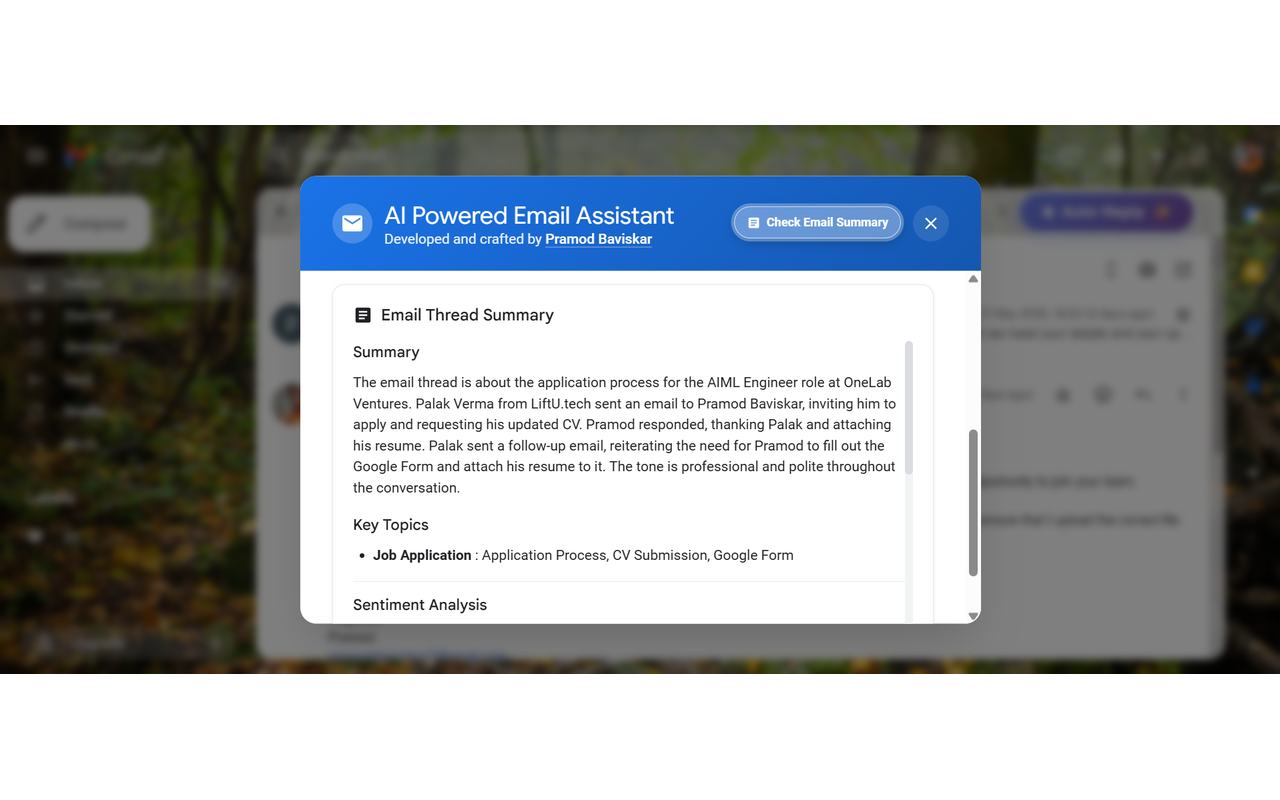 AI Powered Email Assistant
Developed and crafted by Pramod Baviskar
Check Email Summary
Email Thread Summary
Summary
The email thread is about the application process for the AIML Engineer role at OneLab
Ventures. Palak Verma from LiftU.tech sent an email to Pramod Baviskar, inviting him to
apply and requesting his updated CV. Pramod responded, thanking Palak and attaching
his resume. Palak sent a follow-up email, reiterating the need for Pramod to fill out the
Google Form and attach his resume to it. The tone is professional and polite throughout
the conversation.
Key Topics
• Job Application : Application Process, CV Submission, Google Form
Sentiment Analysis
Compose
Auto-Reply